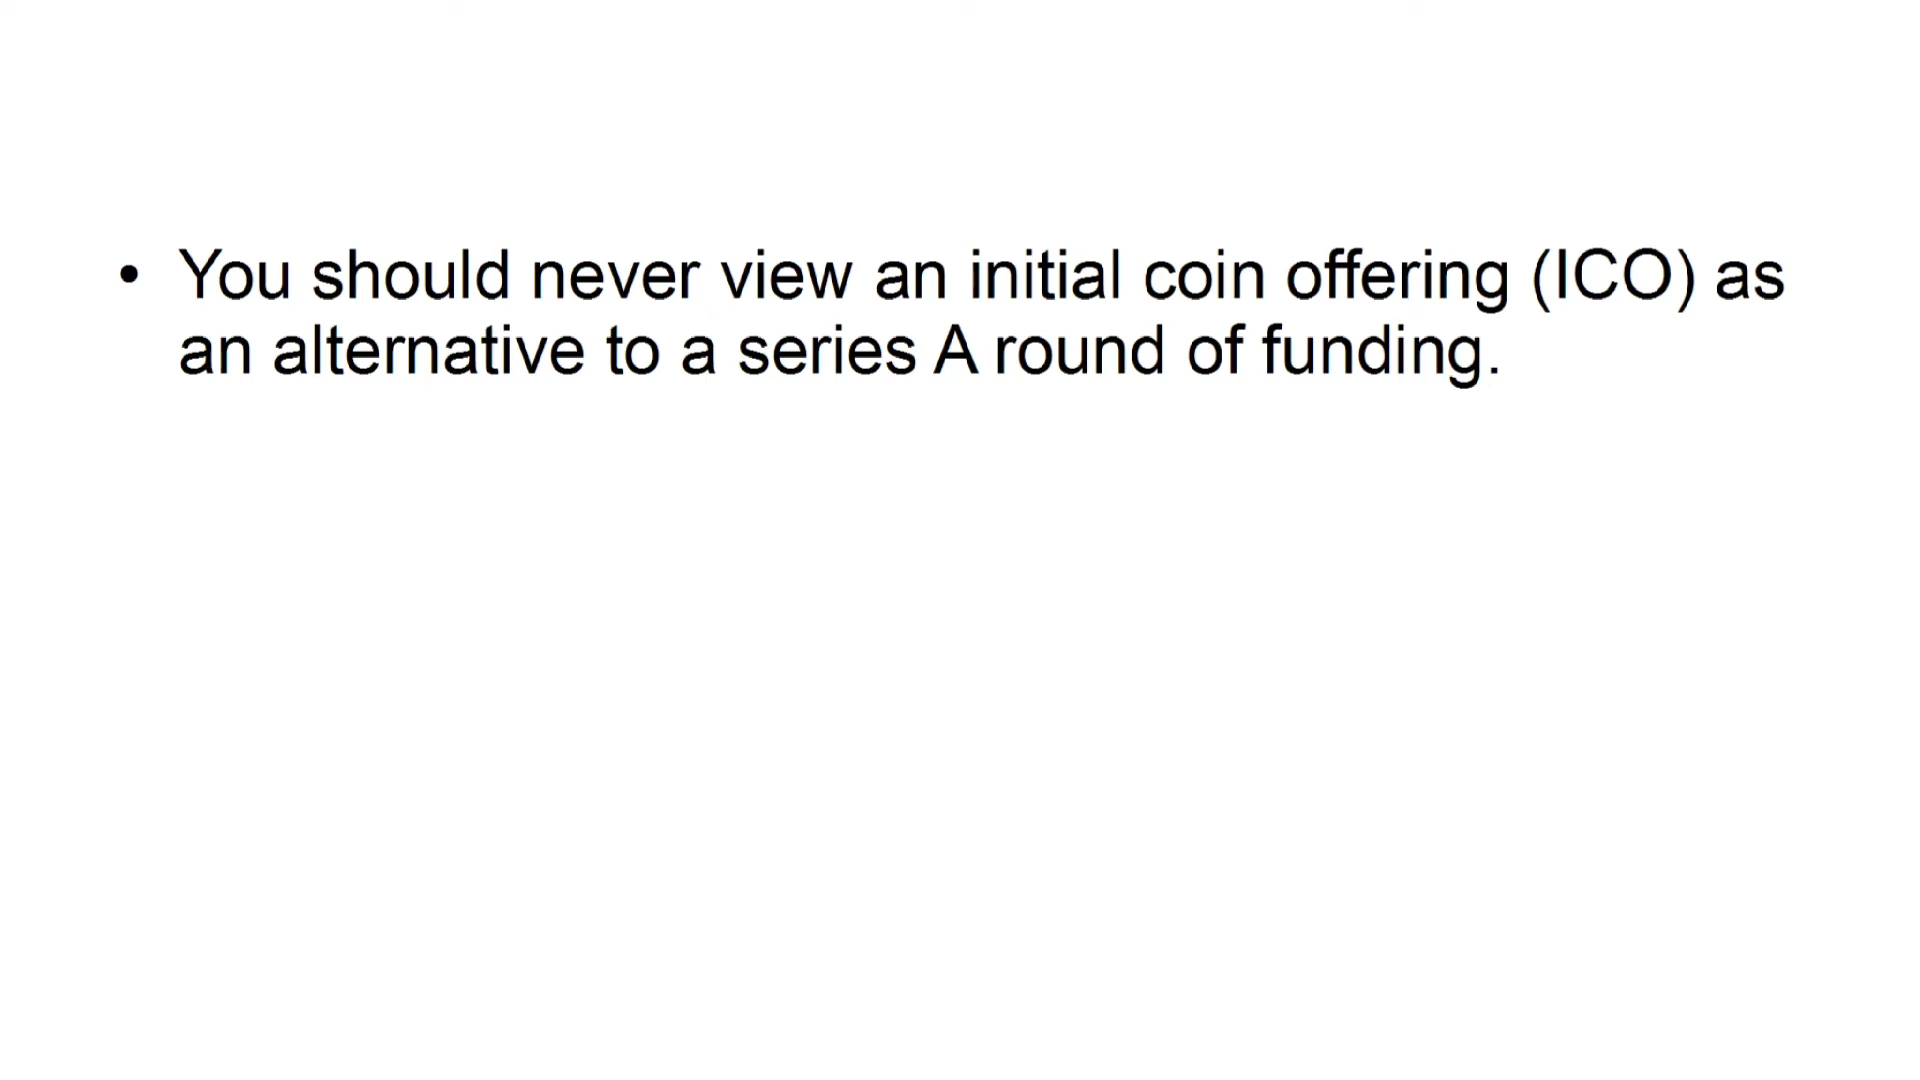 • You should never view an initial coin offering (ICO) as
an alternative to a series A round of funding.